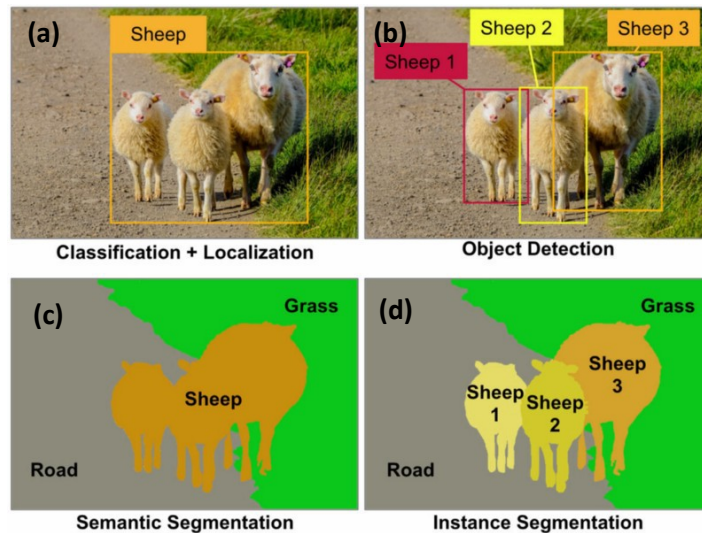 (a)
Sheep
Classification + Localization
(b)
Sheep 1
Sheep 2
Sheep 3
Object Detection
(c)
Grass
Sheep
Road
Semantic Segmentation
(d)
Grass
Sheep
1
Sheep
2
Sheep
3
Road
Instance Segmentation